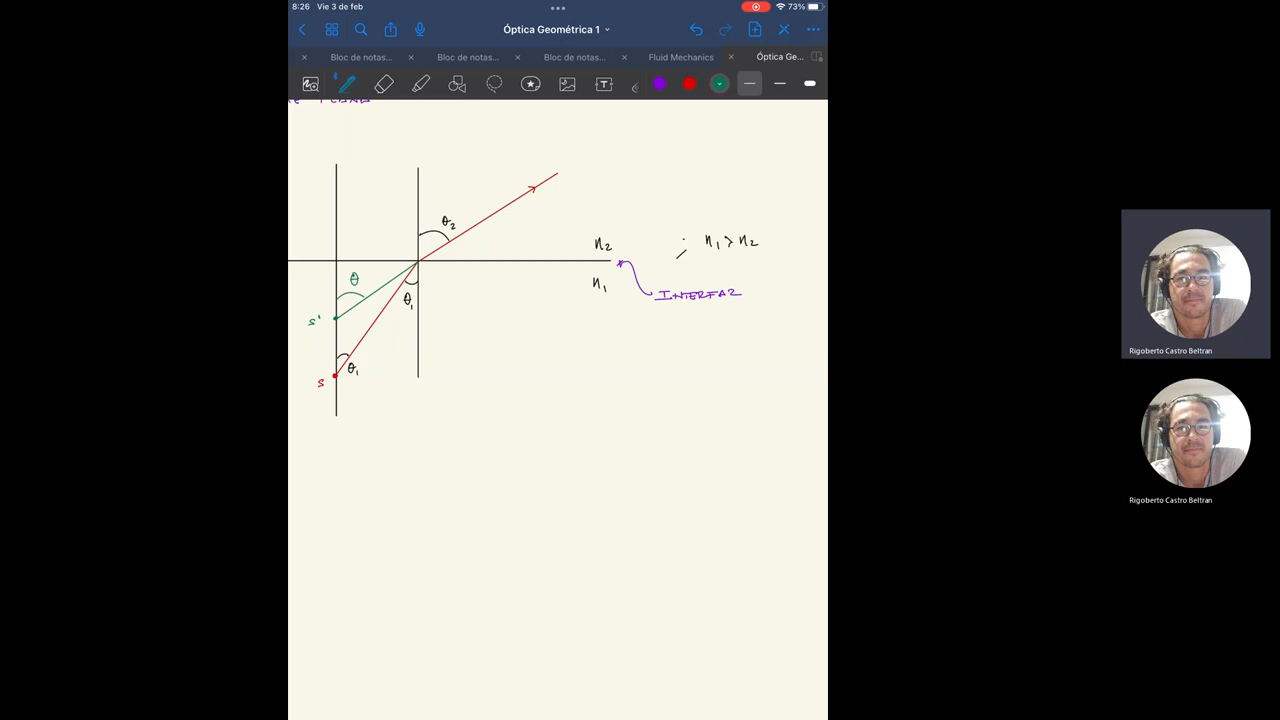 8:26 Vie 3 de feb
73%
Óptica Geométrica 1
Bloc de notas...
Bloc de notas...
Bloc de notas...
Fluid Mechanics
Óptica Ge...
T
θ₂
n₂
; n₁ > n₂
θ
θ₁
n₁
INTERFAZ
s'
θ₁
s
Rigoberto Castro Beltran
Rigoberto Castro Beltran